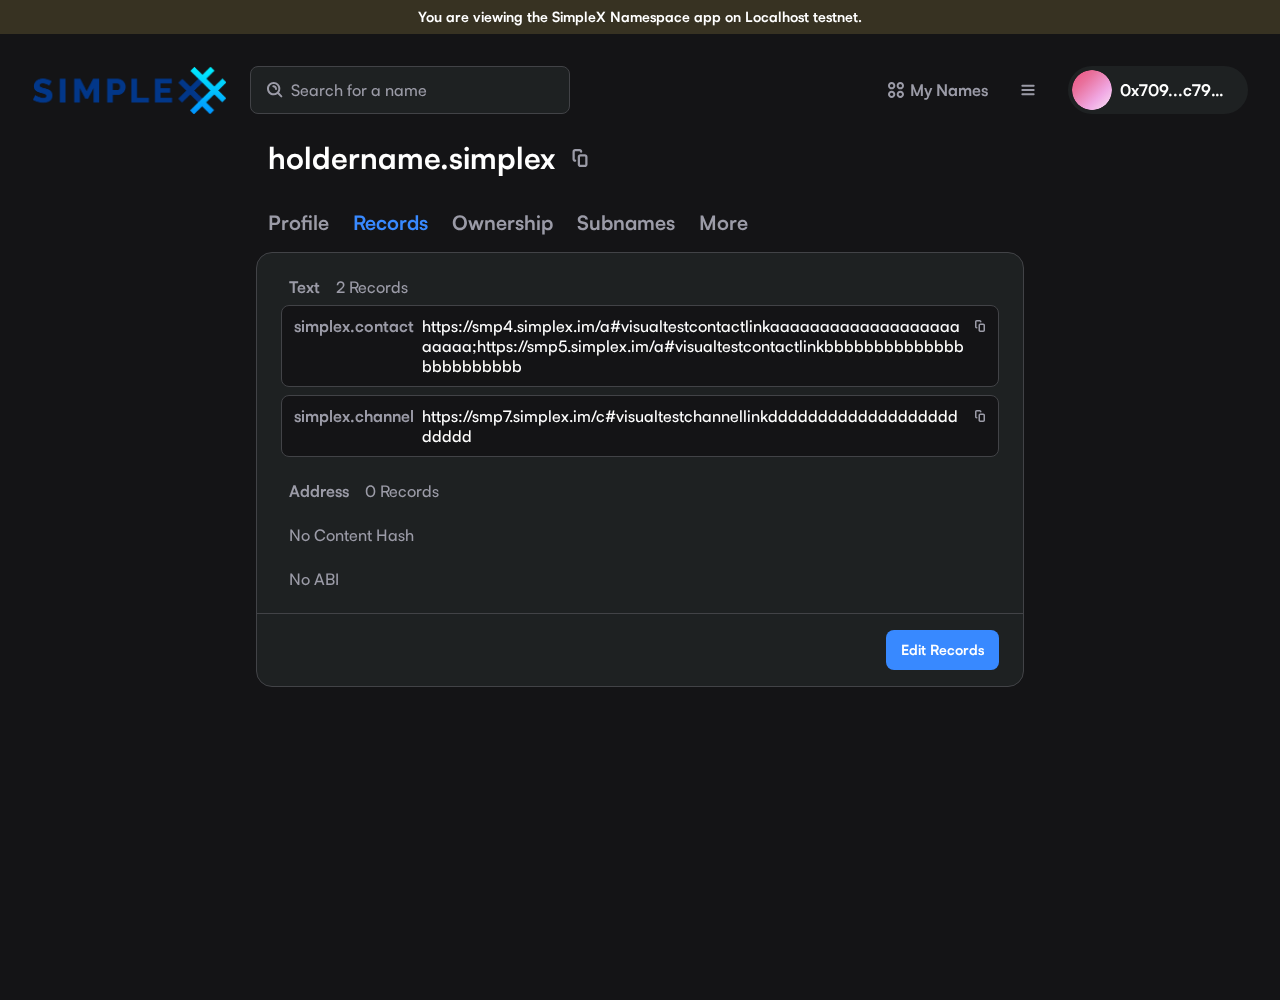 You are viewing the SimpleX Namespace app on Localhost testnet.
SIMPLEX
Search for a name
My Names
0x709...c79...
holdername.simplex
Profile Records Ownership Subnames More
Text 2 Records
simplex.contact https://smp4.simplex.im/a#visualtestcontactlinkaaaaaaaaaaaaaaaaaaa
aaaaa;https://smp5.simplex.im/a#visualtestcontactlinkbbbbbbbbbbbbbb
bbbbbbbbbb
simplex.channel https://smp7.simplex.im/c#visualtestchannellinkddddddddddddddddddd
ddddd
Address 0 Records
No Content Hash
No ABI
Edit Records